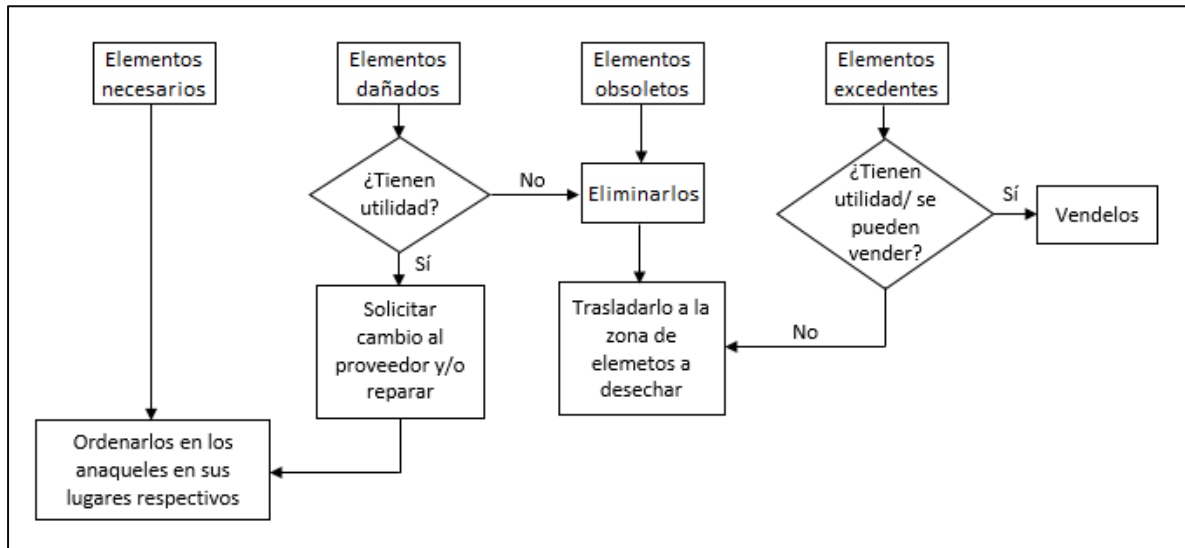 Elementos
necesarios
Elementos
dañados
Elementos
obsoletos
Elementos
excedentes
¿Tienen
utilidad?
No
Eliminarlos
¿Tienen
utilidad/ se
pueden
vender?
Sí
Vendelos
Sí
Solicitar
cambio al
proveedor y/o
reparar
Trasladarlo a la
zona de
elemetos a
desechar
No
Ordenarlos en los
anaqueles en sus
lugares respectivos